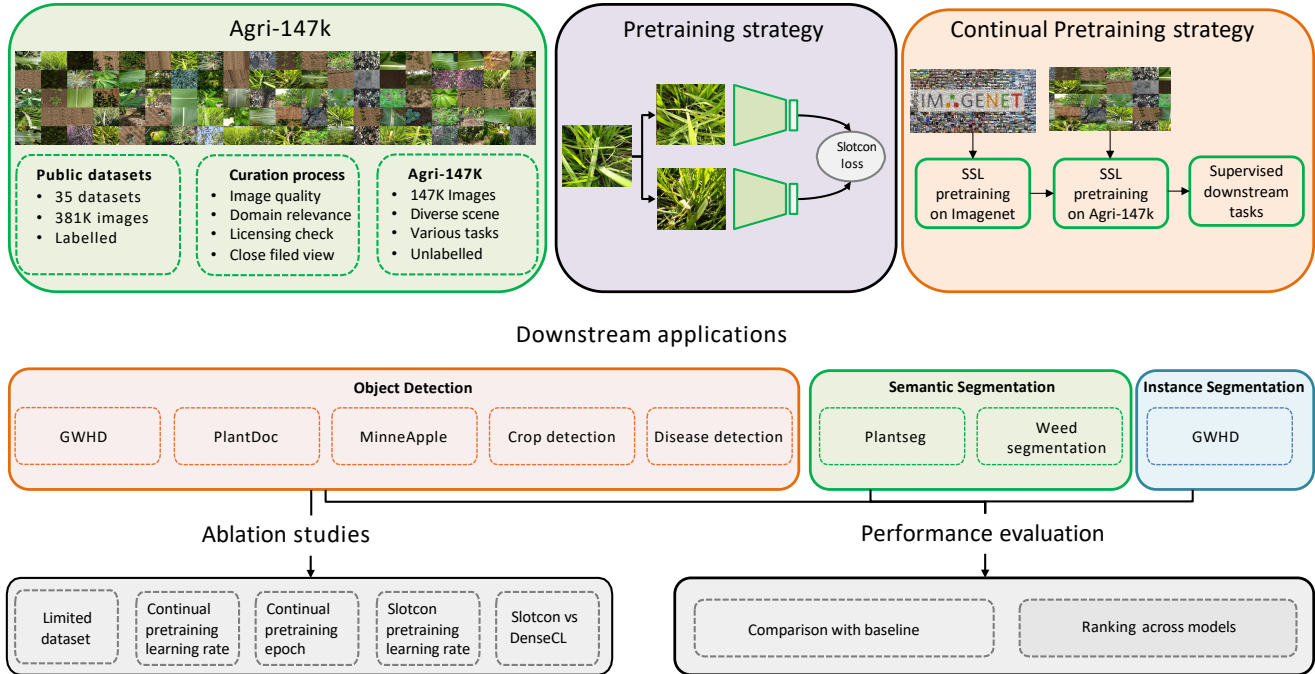 Agri-147k
Public datasets
• 35 datasets
• 381K images
• Labelled
Curation process
• Image quality
• Domain relevance
• Licensing check
• Close filed view
Agri-147K
• 147K Images
• Diverse scene
• Various tasks
• Unlabelled
Pretraining strategy
Slotcon
loss
Continual Pretraining strategy
IMAGENET
SSL
pretraining
on Imagenet
SSL
pretraining
on Agri-147k
Supervised
downstream
tasks
Downstream applications
Object Detection
GWHD
PlantDoc
MinneApple
Crop detection
Disease detection
Semantic Segmentation
Plantseg
Weed
segmentation
Instance Segmentation
GWHD
Ablation studies
Limited
dataset
Continual
pretraining
learning rate
Continual
pretraining
epoch
Slotcon
pretraining
learning rate
Slotcon vs
DenseCL
Performance evaluation
Comparison with baseline
Ranking across models